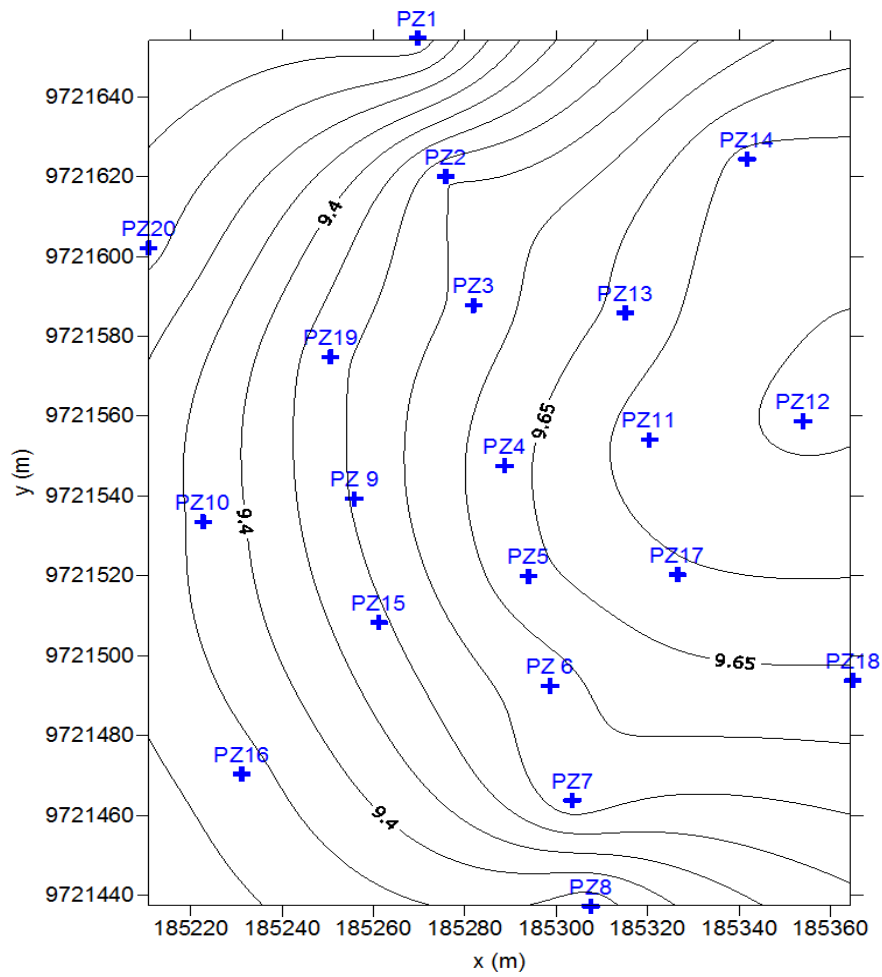 PZ1
9721640
PZ2
PZ14
9721620
9.4
PZ20
9721600
PZ3
PZ13
9721580
PZ19
9721560
9.65
PZ11
PZ12
PZ4
9721540
PZ 9
PZ10
9.4
y (m)
PZ5
PZ17
9721520
PZ15
9721500
PZ 6
9.65
PZ18
9721480
PZ16
PZ7
9721460
9.4
PZ8
9721440
185220 185240 185260 185280 185300 185320 185340 185360
x (m)